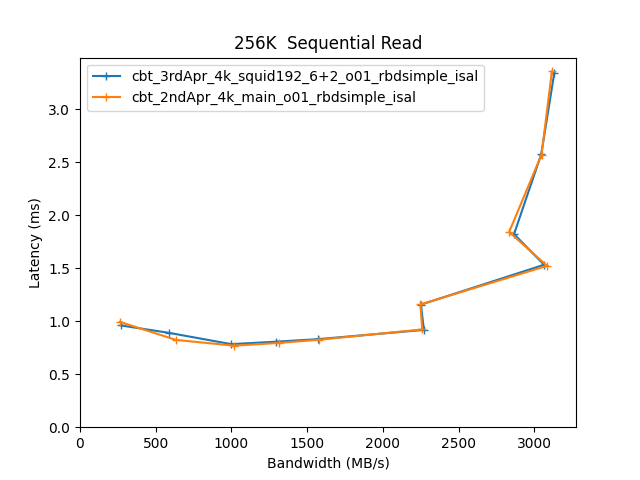 256K  Sequential Read
cbt_3rdApr_4k_squid192_6+2_o01_rbdsimple_isal
cbt_2ndApr_4k_main_o01_rbdsimple_isal
3.0
2.5
2.0
1.5
1.0
0.5
0.0
Latency (ms)
0 500 1000 1500 2000 2500 3000
Bandwidth (MB/s)